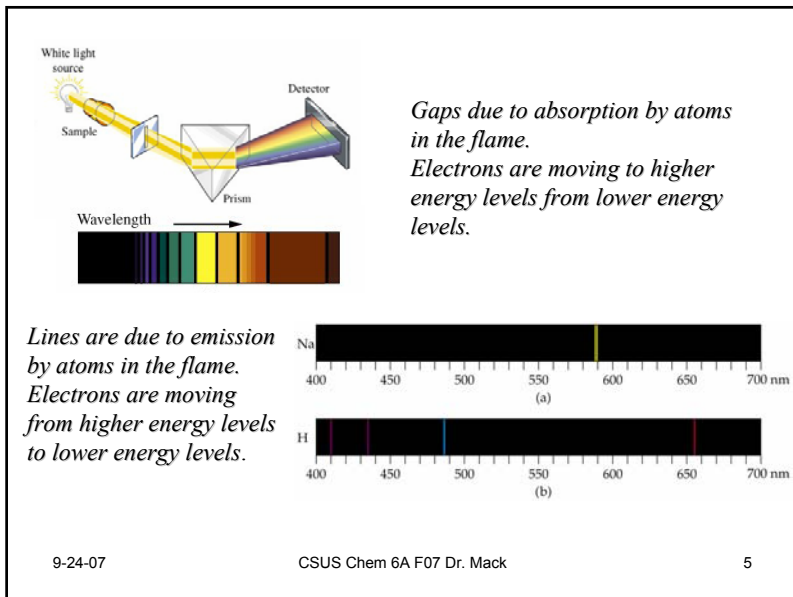 White light
source
Detector
Sample
Prism
Wavelength
Gaps due to absorption by atoms
in the flame.
Electrons are moving to higher
energy levels from lower energy
levels.
Lines are due to emission
by atoms in the flame.
Electrons are moving
from higher energy levels
to lower energy levels.
Na
400 450 500 550 600 650 700 nm
(a)
H
400 450 500 550 600 650 700 nm
(b)
9-24-07 CSUS Chem 6A F07 Dr. Mack 5